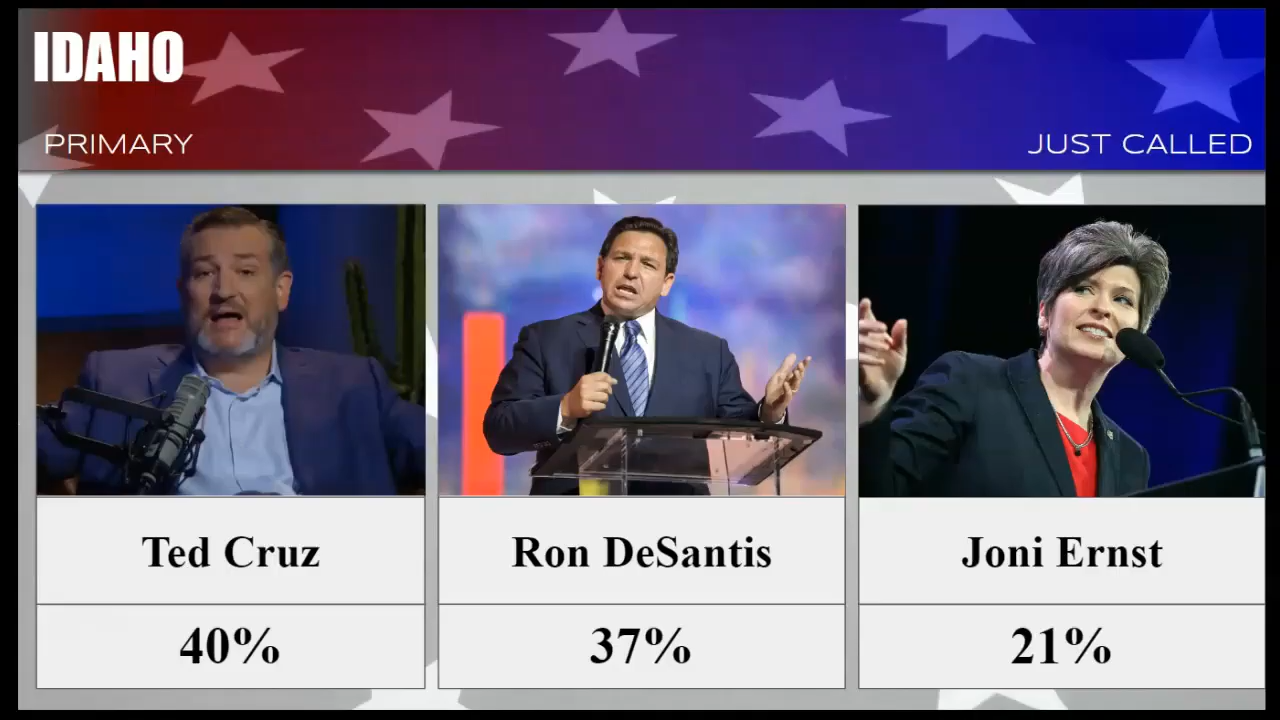 IDAHO
PRIMARY
JUST CALLED
Ted Cruz
Ron DeSantis
Joni Ernst
40%
37%
21%